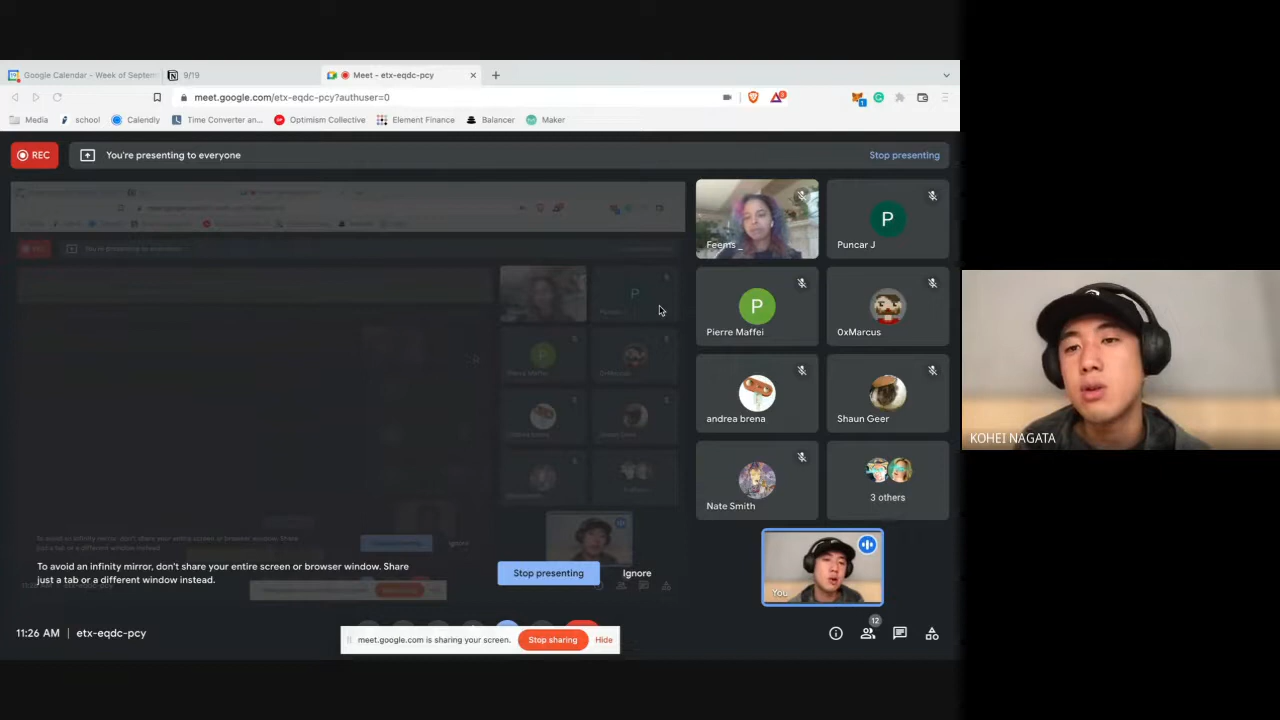 Google Calendar - Week of Septem
9/19
Meet - etx-eqdc-pcy
meet.google.com/etx-eqdc-pcy?authuser=0
Media
school
Calendly
Time Converter an...
Optimism Collective
Element Finance
Balancer
Maker
REC
You're presenting to everyone
Stop presenting
Feems _
P
Puncar J
P
Pierre Maffei
0xMarcus
andrea brena
Shaun Geer
Nate Smith
3 others
You
KOHEI NAGATA
To avoid an infinity mirror, don't share your entire screen or browser window. Share
just a tab or a different window instead.
Stop presenting
Ignore
11:26 AM | etx-eqdc-pcy
meet.google.com is sharing your screen.
Stop sharing
Hide
12